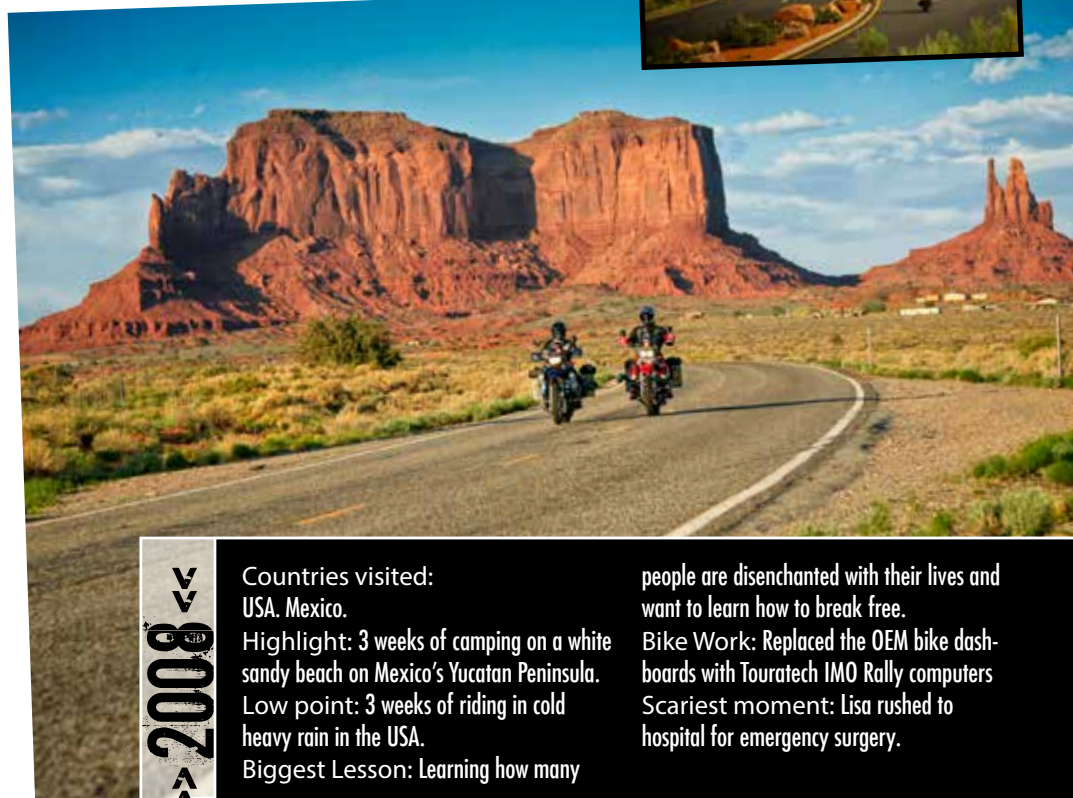 2008
Countries visited:
USA. Mexico.
Highlight: 3 weeks of camping on a white
sandy beach on Mexico's Yucatan Peninsula.
Low point: 3 weeks of riding in cold
heavy rain in the USA.
Biggest Lesson: Learning how many
people are disenchanted with their lives and
want to learn how to break free.
Bike Work: Replaced the OEM bike dash-
boards with Touratech IMO Rally computers
Scariest moment: Lisa rushed to
hospital for emergency surgery.